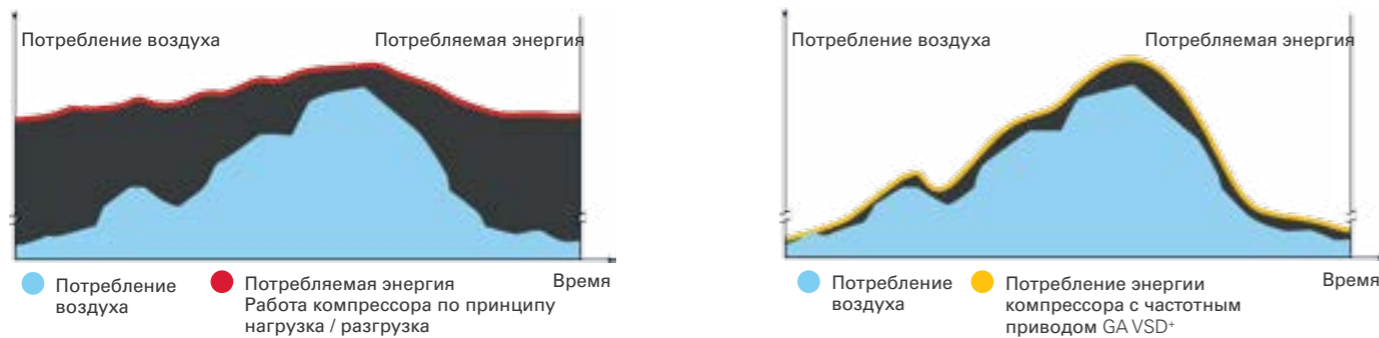 Потребление воздуха
Потребляемая энергия
Потребление
воздуха
Потребляемая энергия
Работа компрессора по принципу
нагрузка / разгрузка
Время
Потребление воздуха
Потребляемая энергия
Потребление
воздуха
Потребление энергии
компрессора с частотным
приводом GA VSD⁺
Время